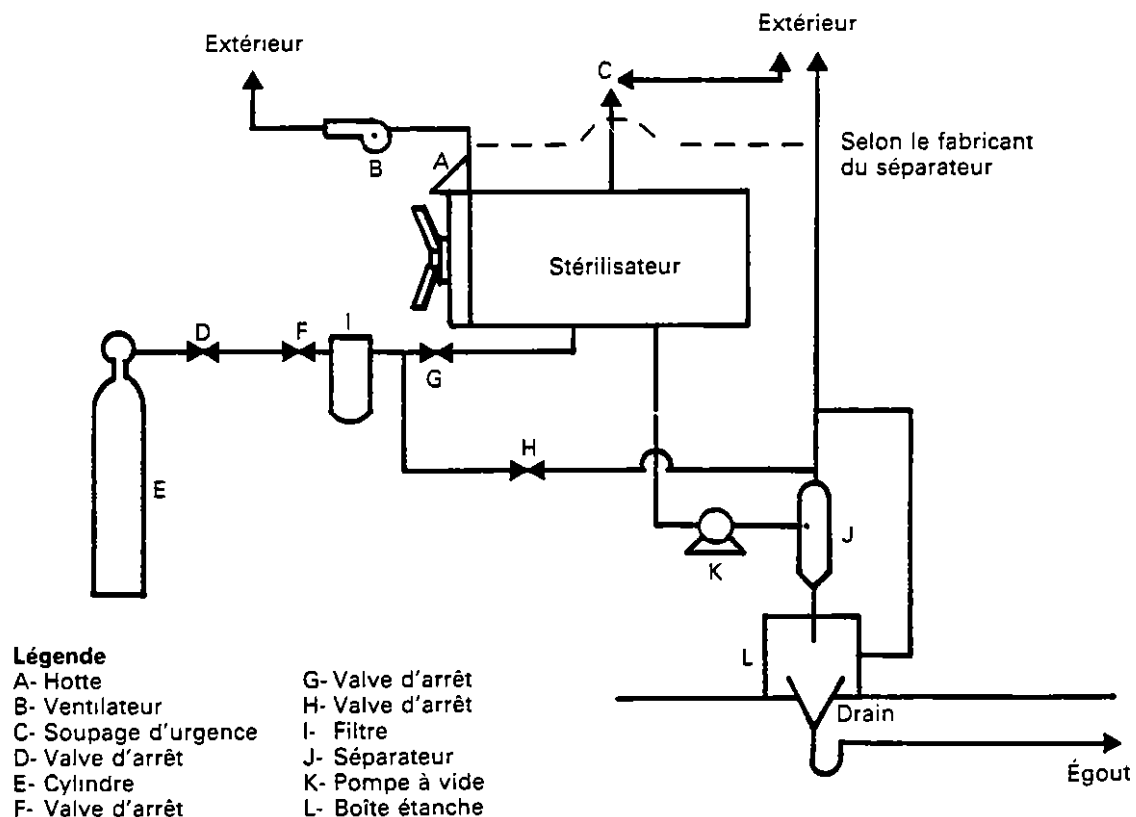 Extérieur
Extérieur
C
B
A
Selon le fabricant
du séparateur
Stérilisateur
D
F
I
G
H
E
J
K
L
Drain
Égout
Légende
A- Hotte
B- Ventilateur
C- Soupage d'urgence
D- Valve d'arrêt
E- Cylindre
F- Valve d'arrêt
G- Valve d'arrêt
H- Valve d'arrêt
I- Filtre
J- Séparateur
K- Pompe à vide
L- Boîte étanche